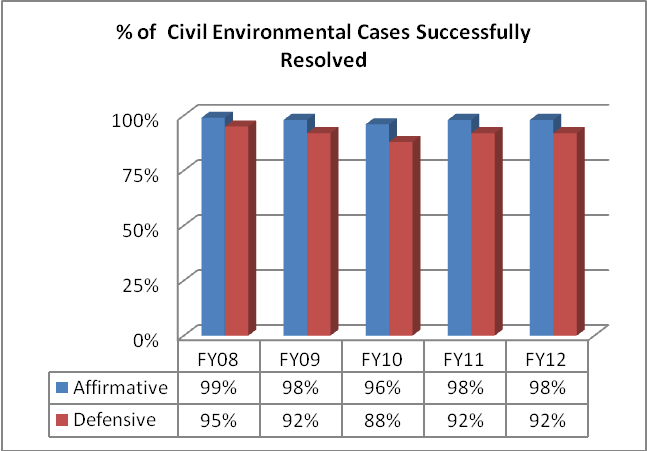 % of  Civil Environmental Cases Successfully
Resolved
100%
75%
50%
25%
0%
FY08 FY09 FY10 FY11 FY12
Affirmative 99% 98% 96% 98% 98%
Defensive 95% 92% 88% 92% 92%